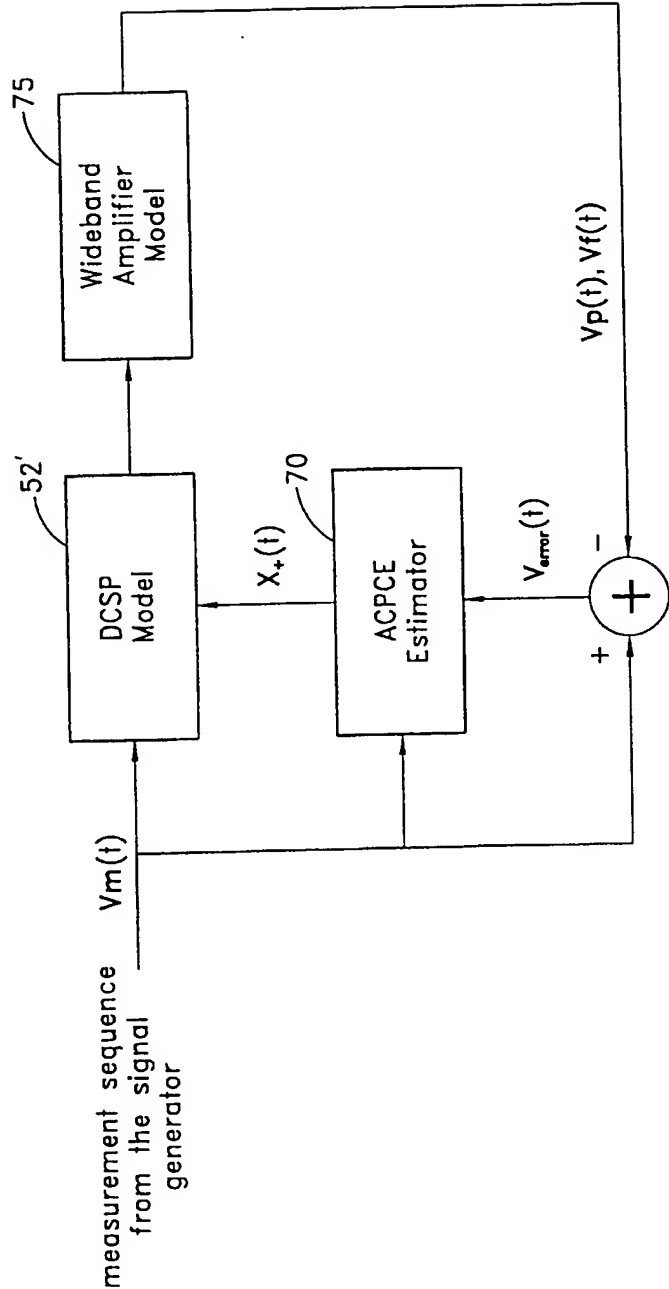 measurement sequence
from the signal
generator
Vm(t)
DCSP
Model
52'
Wideband
Amplifier
Model
75
X+(t)
ACPCE
Estimator
70
Verror(t)
+
-
+
Vp(t), Vf(t)